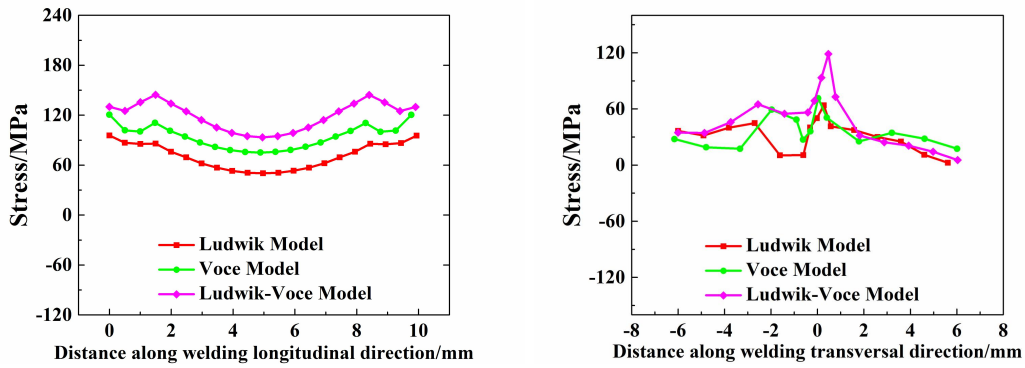 240
180
120
60
0
-60
-120
Stress/MPa
Ludwik Model
Voce Model
Ludwik-Voce Model
0 2 4 6 8 10
Distance along welding longitudinal direction/mm
120
60
0
-60
-120
Stress/MPa
Ludwik Model
Voce Model
Ludwik-Voce Model
-8 -6 -4 -2 0 2 4 6 8
Distance along welding transversal direction/mm